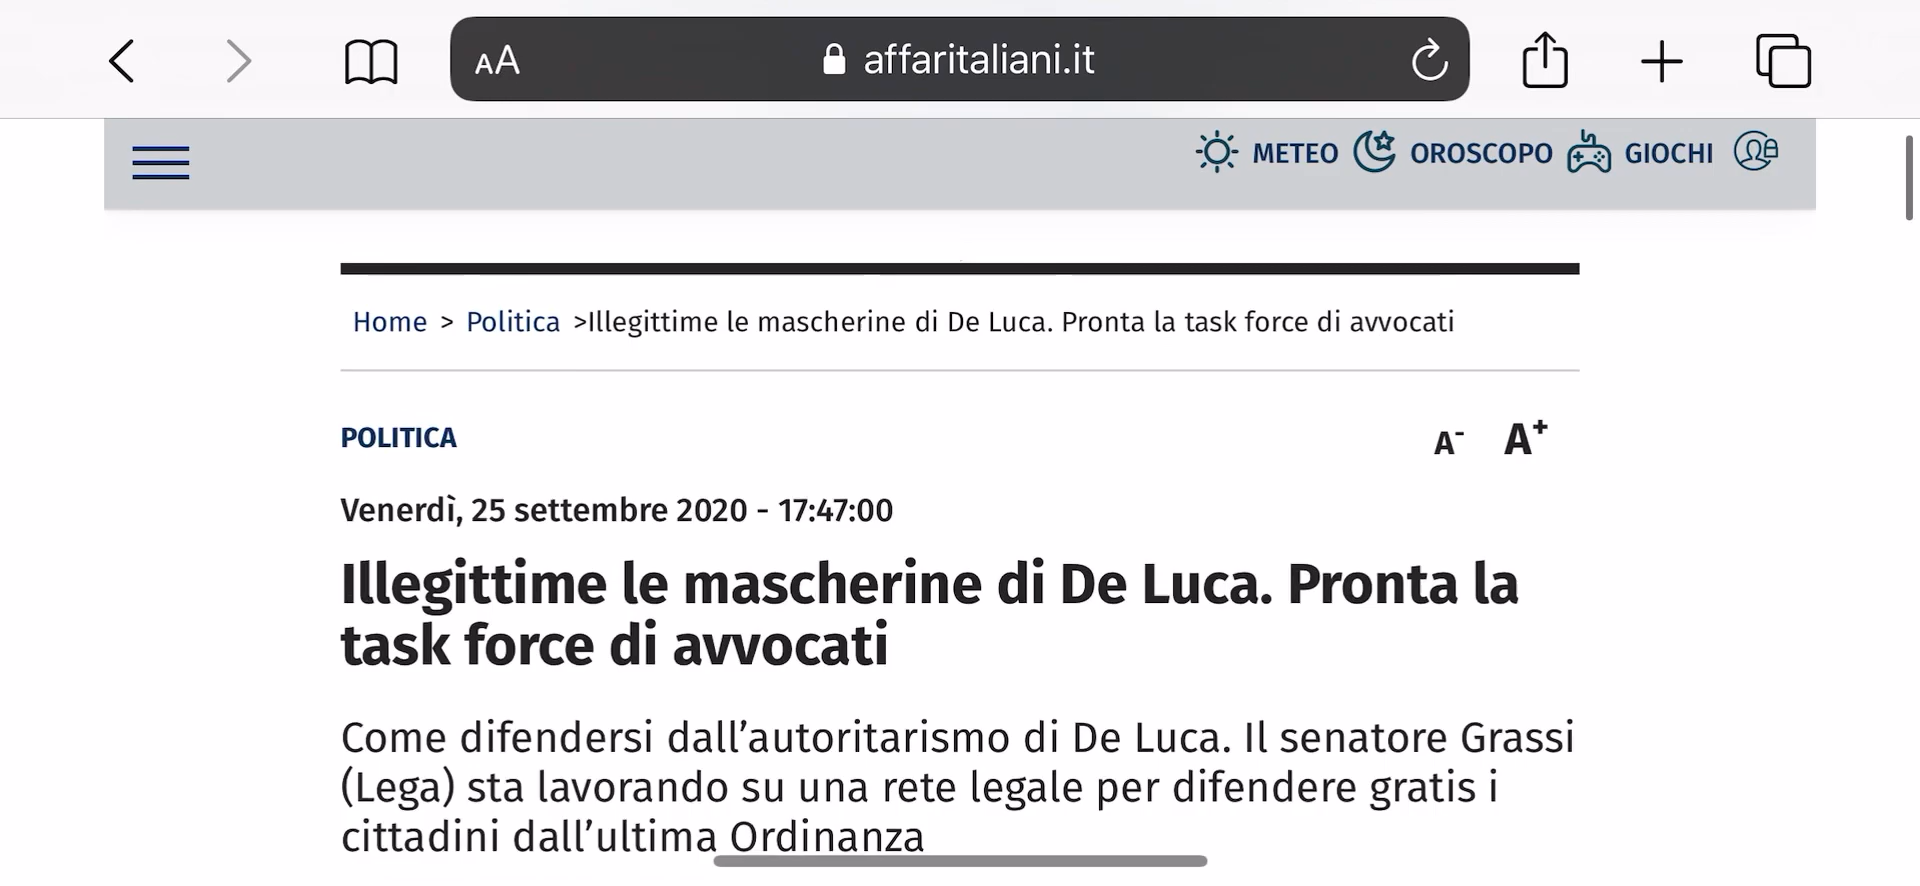 AA affaritaliani.it
METEO OROSCOPO GIOCHI
Home > Politica >Illegittime le mascherine di De Luca. Pronta la task force di avvocati
POLITICA
A- A+
Venerdì, 25 settembre 2020 - 17:47:00
Illegittime le mascherine di De Luca. Pronta la
task force di avvocati
Come difendersi dall’autoritarismo di De Luca. Il senatore Grassi
(Lega) sta lavorando su una rete legale per difendere gratis i
cittadini dall’ultima Ordinanza